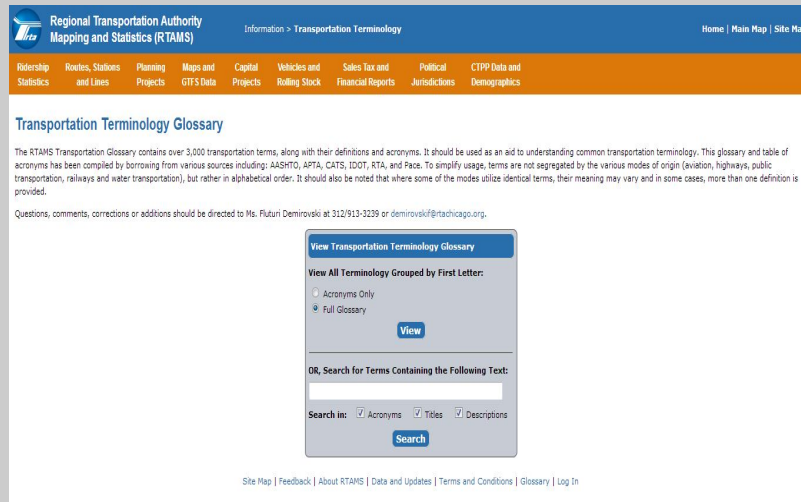 Regional Transportation Authority
Mapping and Statistics (RTAMS)
Information > Transportation Terminology
Home | Main Map | Site Ma
Ridership Statistics
Routes, Stations and Lines
Planning Projects
Maps and GTFS Data
Capital Projects
Vehicles and Rolling Stock
Sales Tax and Financial Reports
Political Jurisdictions
CTPP Data and Demographics
Transportation Terminology Glossary
The RTAMS Transportation Glossary contains over 3,000 transportation terms, along with their definitions and acronyms. It should be used as an aid to understanding common transportation terminology. This glossary and table of
acronyms has been compiled by borrowing from various sources including: AASHTO, APTA, CATS, IDOT, RTA, and Pace. To simplify usage, terms are not segregated by the various modes of origin (aviation, highways, public
transportation, railways and water transportation), but rather in alphabetical order. It should also be noted that where some of the modes utilize identical terms, their meaning may vary and in some cases, more than one definition is
provided.
Questions, comments, corrections or additions should be directed to Ms. Fluturi Demirovski at 312/913-3239 or demirovskif@rtachicago.org.
View Transportation Terminology Glossary
View All Terminology Grouped by First Letter:
Acronyms Only
Full Glossary
View
OR, Search for Terms Containing the Following Text:
Search in: Acronyms Titles Descriptions
Search
Site Map | Feedback | About RTAMS | Data and Updates | Terms and Conditions | Glossary | Log In